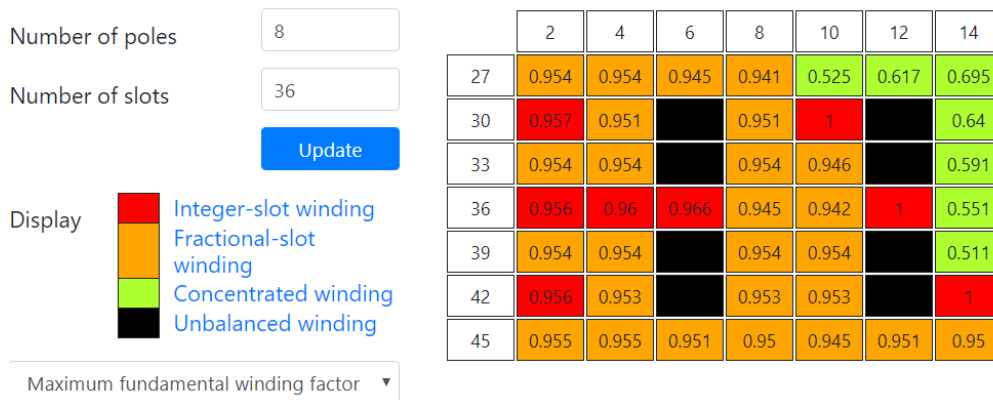 Number of poles 8
Number of slots 36
Update
Display
Integer-slot winding
Fractional-slot
winding
Concentrated winding
Unbalanced winding
Maximum fundamental winding factor
2 4 6 8 10 12 14
27 0.954 0.954 0.945 0.941 0.525 0.617 0.695
30 0.957 0.951 0.951 1 0.64
33 0.954 0.954 0.954 0.946 0.591
36 0.956 0.96 0.966 0.945 0.942 1 0.551
39 0.954 0.954 0.954 0.954 0.511
42 0.956 0.953 0.953 0.953 1
45 0.955 0.955 0.951 0.95 0.945 0.951 0.95